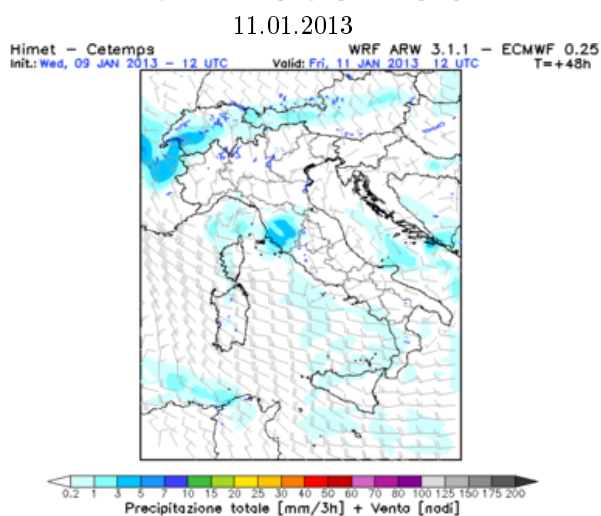 11.01.2013
Himet - Cetemps WRF ARW 3.1.1 - ECMWF 0.25
Init.: Wed, 09 JAN 2013 - 12 UTC Valid: Fri, 11 JAN 2013 12 UTC T=+48h
0.2 1 3 5 7 10 15 20 25 30 40 50 60 70 80 100 125 150 175 200
Precipitazione totale [mm/3h] + Vento [nodi]